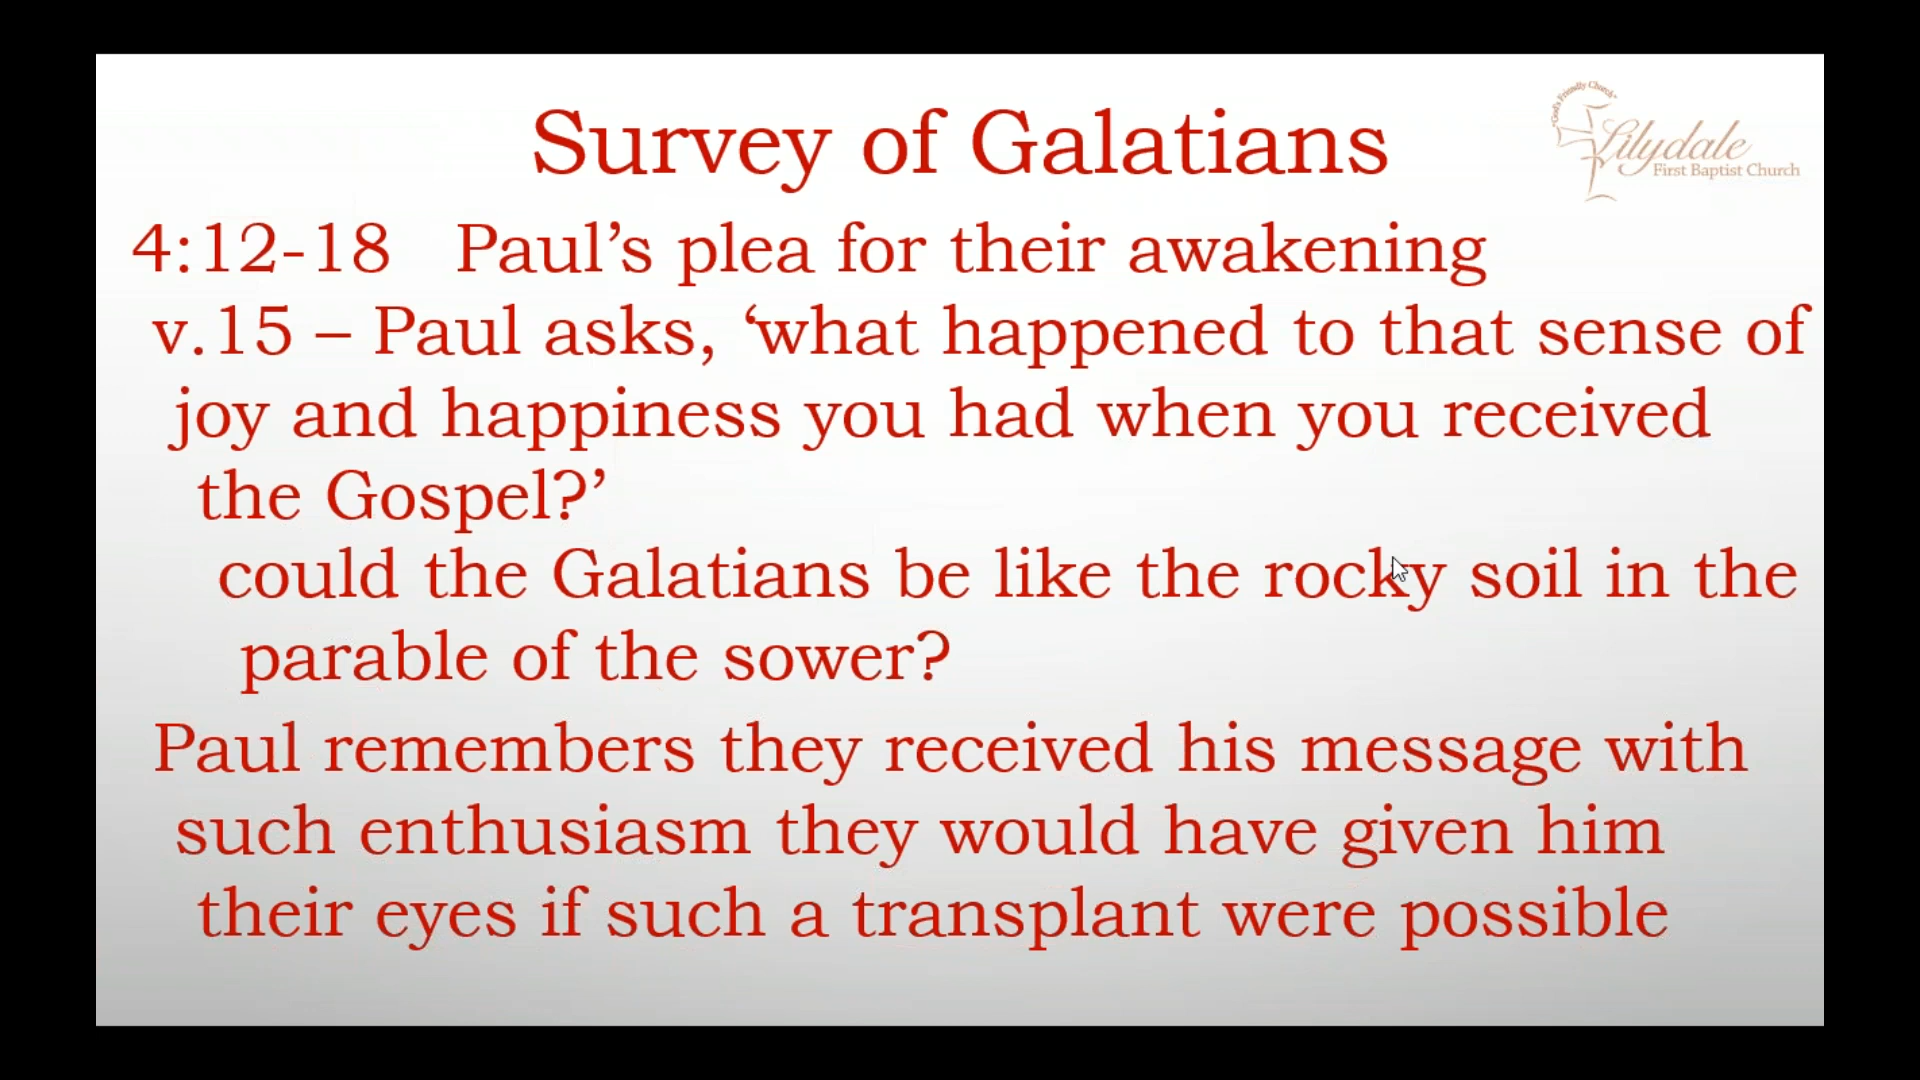 Survey of Galatians
"God's Friendly Church"
Lilydale
First Baptist Church
4:12-18 Paul’s plea for their awakening
v.15 – Paul asks, ‘what happened to that sense of
joy and happiness you had when you received
the Gospel?’
could the Galatians be like the rocky soil in the
parable of the sower?
Paul remembers they received his message with
such enthusiasm they would have given him
their eyes if such a transplant were possible